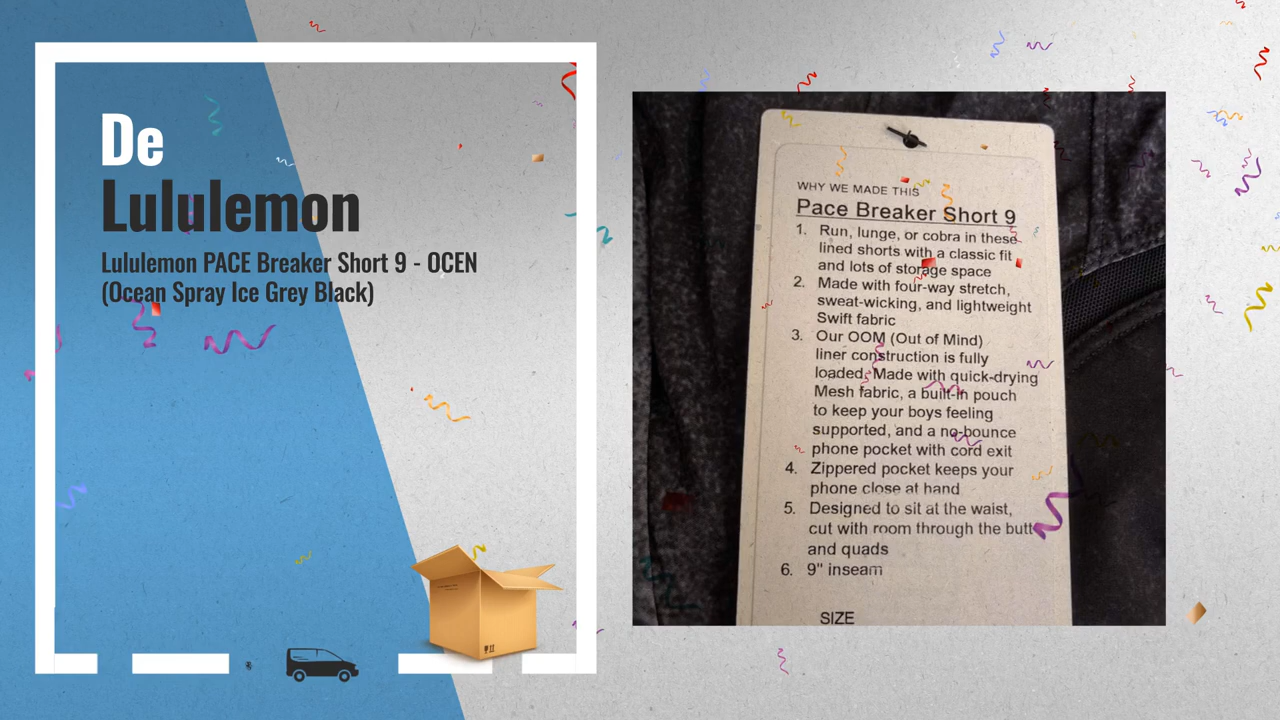 De
Lululemon
Lululemon PACE Breaker Short 9 - OCEN
(Ocean Spray Ice Grey Black)
WHY WE MADE THIS
Pace Breaker Short 9
1. Run, lunge, or cobra in these
lined shorts with a classic fit
and lots of storage space
2. Made with four-way stretch,
sweat-wicking, and lightweight
Swift fabric
3. Our OOM (Out of Mind)
liner construction is fully
loaded. Made with quick-drying
Mesh fabric, a built-in pouch
to keep your boys feeling
supported, and a no-bounce
phone pocket with cord exit
4. Zippered pocket keeps your
phone close at hand
5. Designed to sit at the waist,
cut with room through the butt
and quads
6. 9" inseam
SIZE